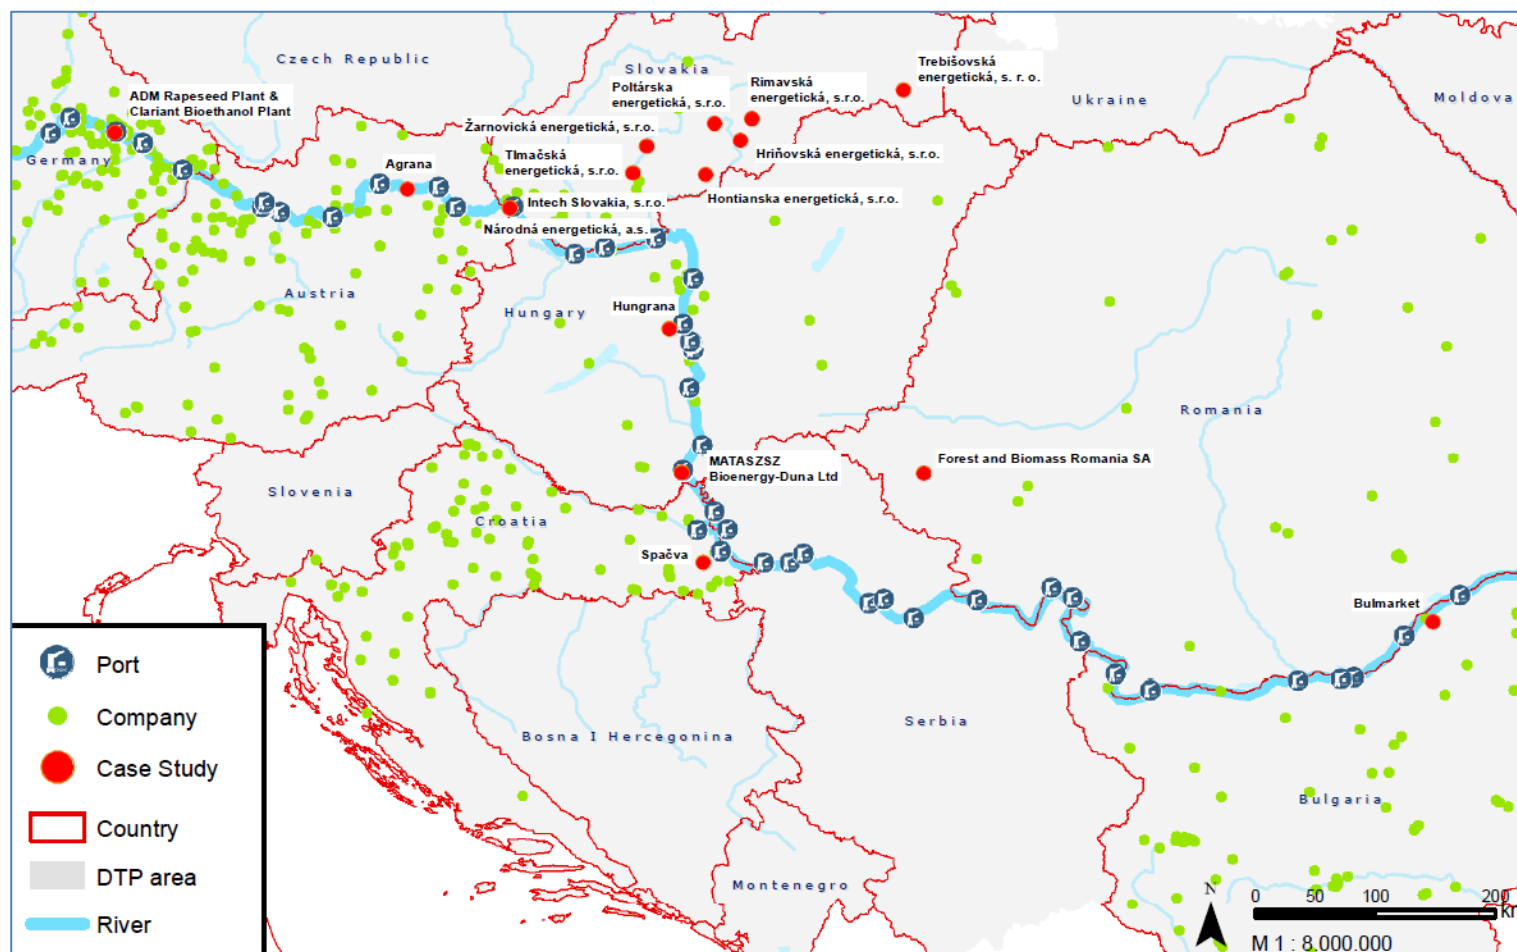 Czech Republic
Slovakia
Trebišovská
energetická, s. r. o.
Ukraine
Moldova
ADM Rapeseed Plant &
Clariant Bioethanol Plant
Poltárska
energetická, s.r.o.
Rimavská
energetická, s.r.o.
Germany
Žarnovická energetická, s.r.o.
Hriňovská energetická, s.r.o.
Agrana
Tlmačská
energetická, s.r.o.
Intech Slovakia, s.r.o.
Hontianska energetická, s.r.o.
Národná energetická, a.s.
Austria
Hungary
Hungrana
Romania
MATASZSZ
Bioenergy-Duna Ltd
Forest and Biomass Romania SA
Slovenia
Croatia
Spačva
Bulmarket
Serbia
Bosna I Hercegonina
Bulgaria
Montenegro
Port
Company
Case Study
Country
DTP area
River
N
0 50 100 200
km
M 1 : 8.000.000